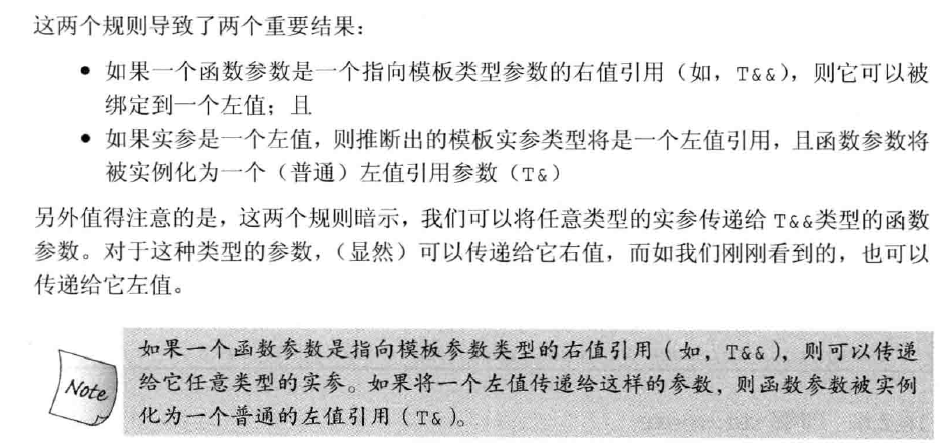 这两个规则导致了两个重要结果：
● 如果一个函数参数是一个指向模板类型参数的右值引用（如，T&&），则它可以被
绑定到一个左值；且
● 如果实参是一个左值，则推断出的模板实参类型将是一个左值引用，且函数参数将
被实例化为一个（普通）左值引用参数（T&）
另外值得注意的是，这两个规则暗示，我们可以将任意类型的实参传递给 T&&类型的函数
参数。对于这种类型的参数，（显然）可以传递给它右值，而如我们刚刚看到的，也可以
传递给它左值。
Note
如果一个函数参数是指向模板参数类型的右值引用（如，T&&），则可以传递
给它任意类型的实参。如果将一个左值传递给这样的参数，则函数参数被实例
化为一个普通的左值引用（T&）。